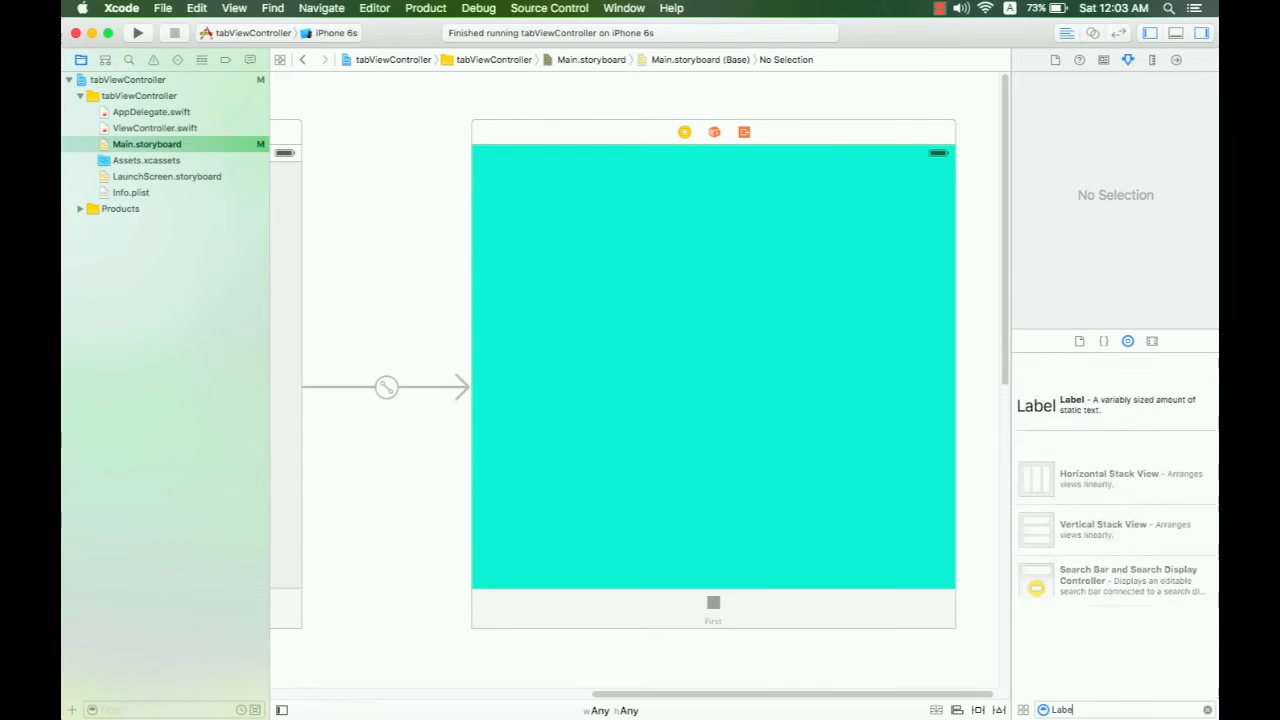 Xcode File Edit View Find Navigate Editor Product Debug Source Control Window Help
A 73% Sat 12:03 AM
tabViewController iPhone 6s
Finished running tabViewController on iPhone 6s
tabViewController tabViewController Main.storyboard Main.storyboard (Base) No Selection
tabViewController M
tabViewController
AppDelegate.swift
ViewController.swift
Main.storyboard M
Assets.xcassets
LaunchScreen.storyboard
Info.plist
Products
No Selection
{ }
Label
Label - A variably sized amount of
static text.
Horizontal Stack View - Arranges
views linearly.
Vertical Stack View - Arranges
views linearly.
Search Bar and Search Display
Controller - Displays an editable
search bar connected to a search di...
First
Filter
wAny hAny
Labe